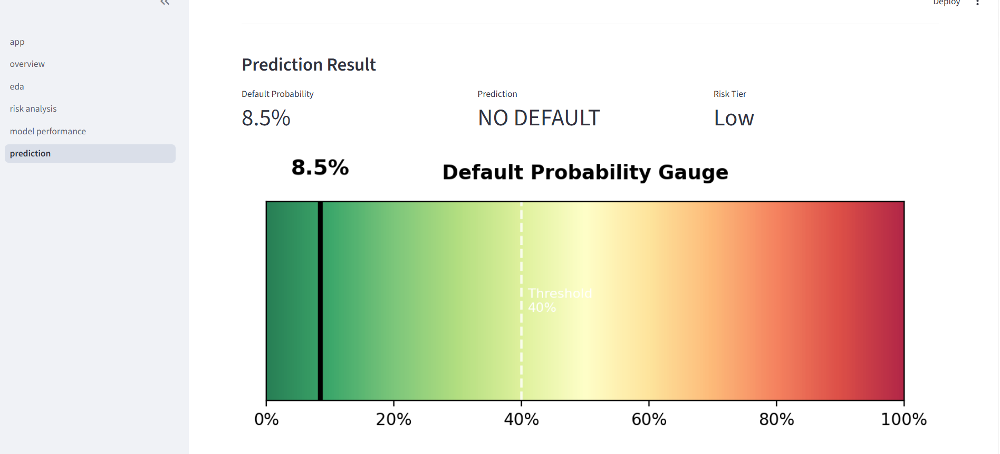 Deploy
app
overview
eda
risk analysis
model performance
prediction
Prediction Result
Default Probability
8.5%
Prediction
NO DEFAULT
Risk Tier
Low
8.5%
Default Probability Gauge
Threshold
40%
0% 20% 40% 60% 80% 100%